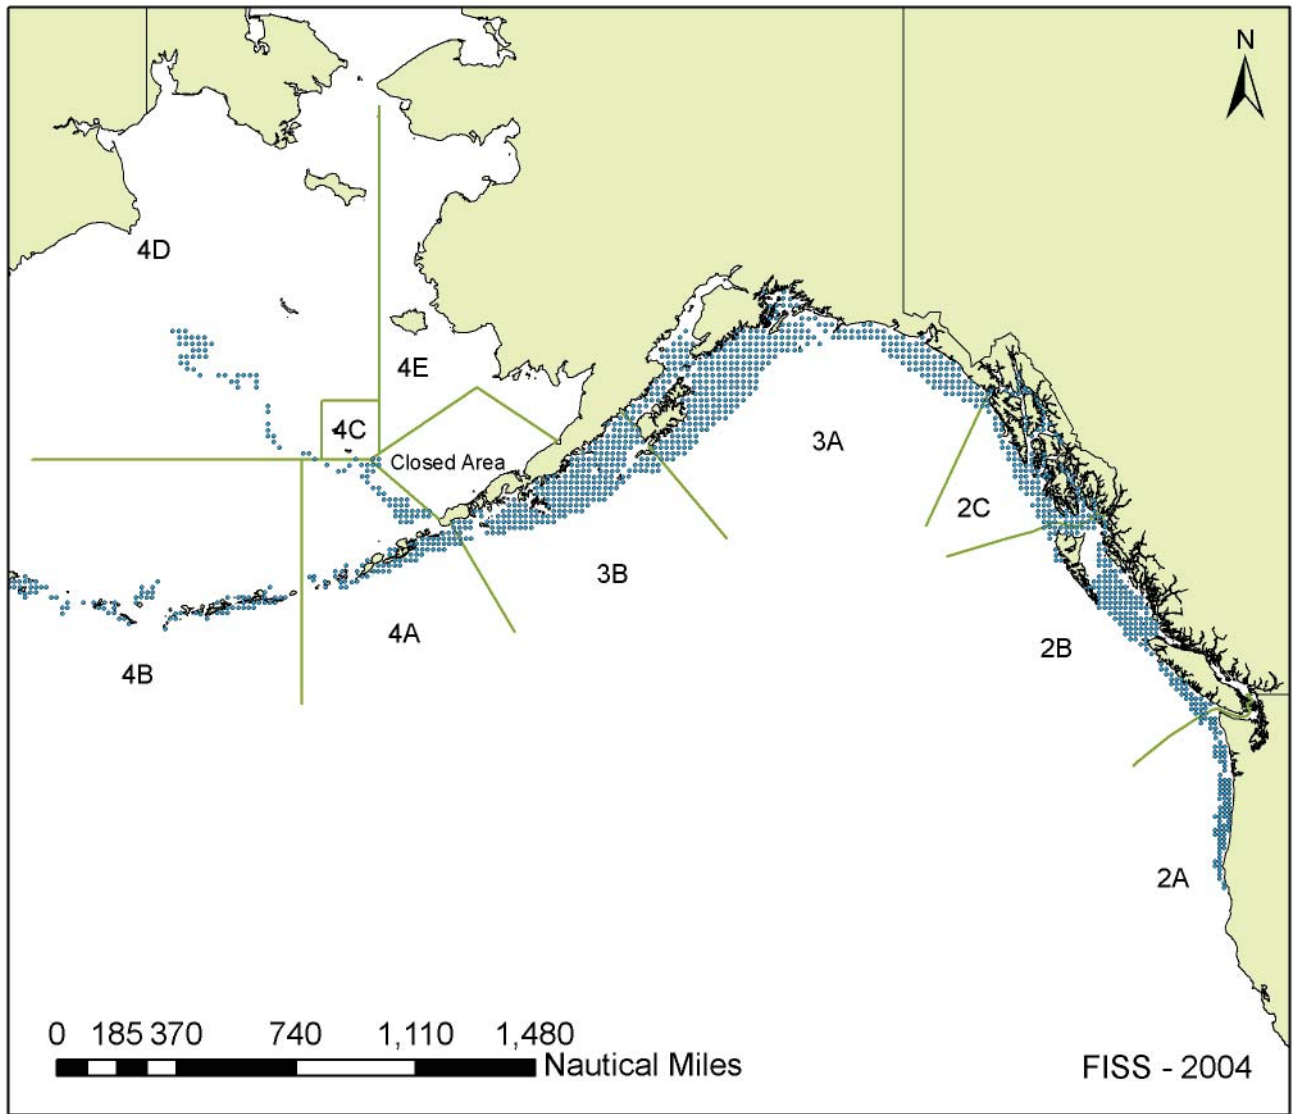 N
4D
4E
4C
Closed Area
3A
2C
3B
4A
2B
4B
2A
0 185 370 740 1,110 1,480
Nautical Miles
FISS - 2004